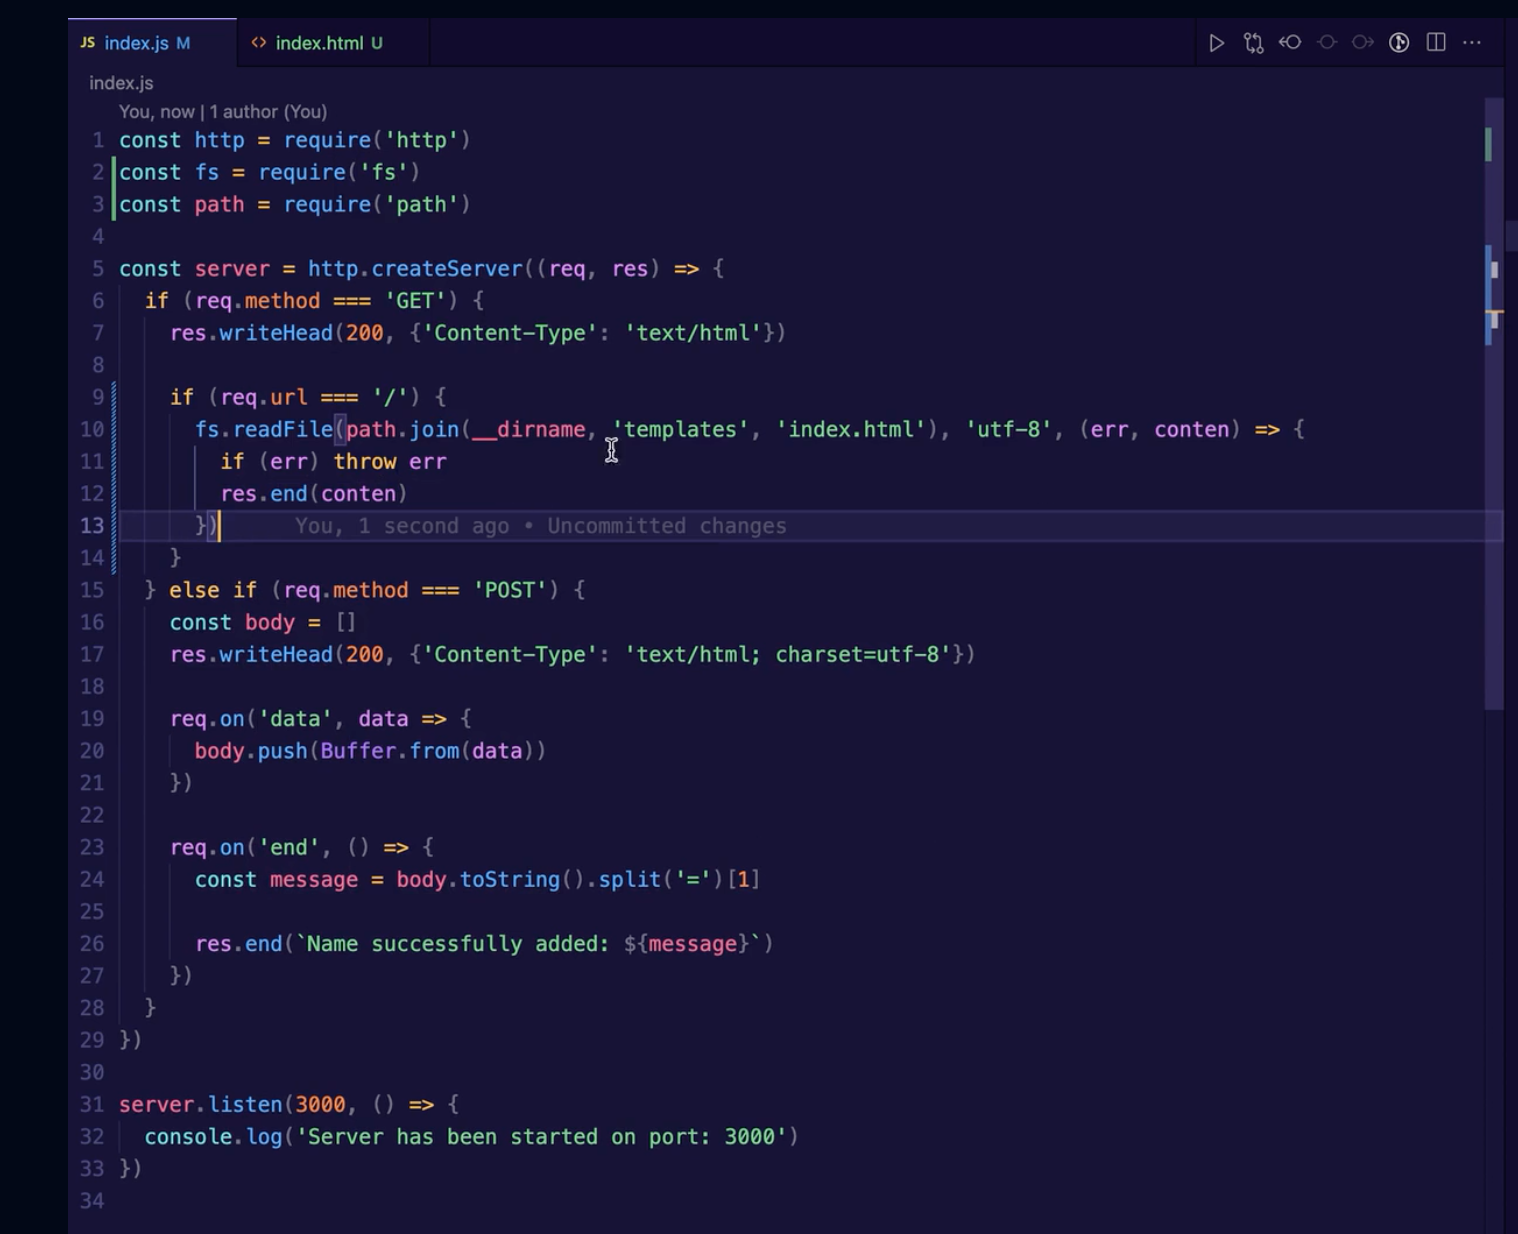 JS index.js M <> index.html U
index.js
You, now | 1 author (You)
1 const http = require('http')
2 const fs = require('fs')
3 const path = require('path')
4
5 const server = http.createServer((req, res) => {
6 if (req.method === 'GET') {
7 res.writeHead(200, {'Content-Type': 'text/html'})
8
9 if (req.url === '/') {
10 fs.readFile(path.join(__dirname, 'templates', 'index.html'), 'utf-8', (err, conten) => {
11 if (err) throw err
12 res.end(conten)
13 }) You, 1 second ago • Uncommitted changes
14 }
15 } else if (req.method === 'POST') {
16 const body = []
17 res.writeHead(200, {'Content-Type': 'text/html; charset=utf-8'})
18
19 req.on('data', data => {
20 body.push(Buffer.from(data))
21 })
22
23 req.on('end', () => {
24 const message = body.toString().split('=')[1]
25
26 res.end(`Name successfully added: ${message}`)
27 })
28 }
29 })
30
31 server.listen(3000, () => {
32 console.log('Server has been started on port: 3000')
33 })
34